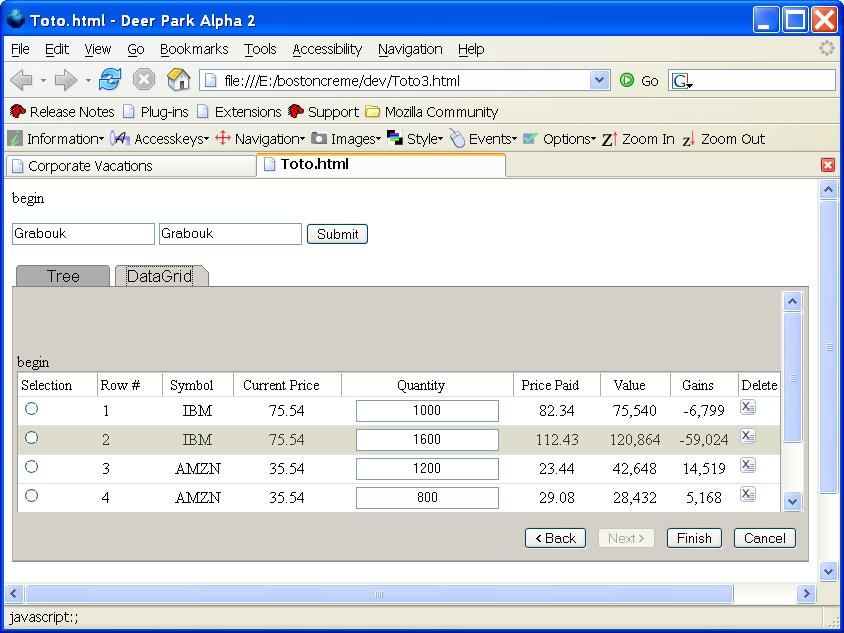 Toto.html - Deer Park Alpha 2
File Edit View Go Bookmarks Tools Accessibility Navigation Help
file:///E:/bostoncreme/dev/Toto3.html Go G
Release Notes Plug-ins Extensions Support Mozilla Community
Information Accesskeys Navigation Images Style Events Options Z Zoom In z Zoom Out
Corporate Vacations Toto.html
begin
Grabouk Grabouk Submit
Tree DataGrid
begin
Selection Row # Symbol Current Price Quantity Price Paid Value Gains Delete
1 IBM 75.54 1000 82.34 75,540 -6,799
2 IBM 75.54 1600 112.43 120,864 -59,024
3 AMZN 35.54 1200 23.44 42,648 14,519
4 AMZN 35.54 800 29.08 28,432 5,168
< Back Next > Finish Cancel
javascript:;